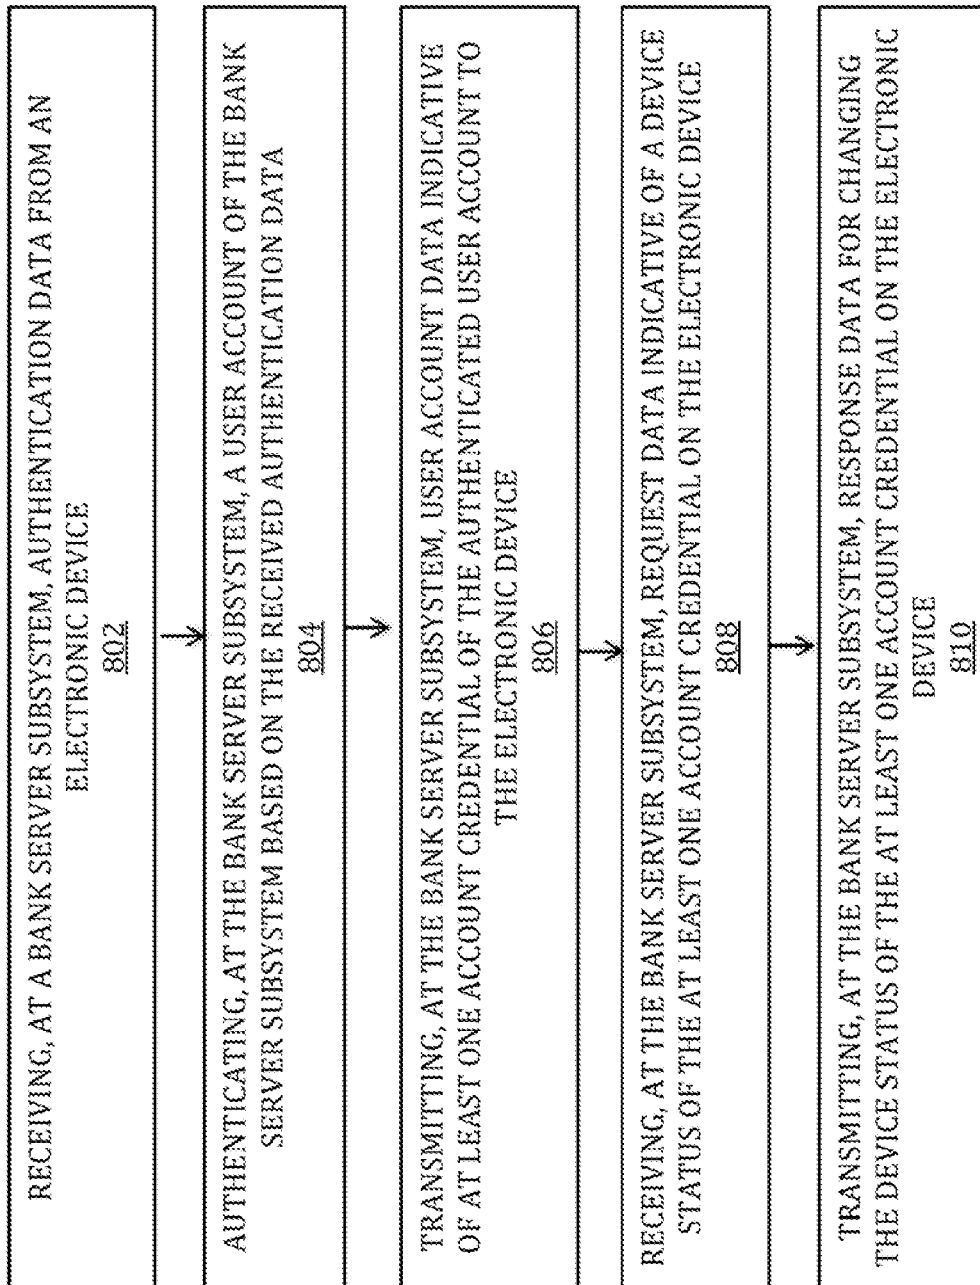 RECEIVING, AT A BANK SERVER SUBSYSTEM, AUTHENTICATION DATA FROM AN
ELECTRONIC DEVICE
802
AUTHENTICATING, AT THE BANK SERVER SUBSYSTEM, A USER ACCOUNT OF THE BANK
SERVER SUBSYSTEM BASED ON THE RECEIVED AUTHENTICATION DATA
804
TRANSMITTING, AT THE BANK SERVER SUBSYSTEM, USER ACCOUNT DATA INDICATIVE
OF AT LEAST ONE ACCOUNT CREDENTIAL OF THE AUTHENTICATED USER ACCOUNT TO
THE ELECTRONIC DEVICE
806
RECEIVING, AT THE BANK SERVER SUBSYSTEM, REQUEST DATA INDICATIVE OF A DEVICE
STATUS OF THE AT LEAST ONE ACCOUNT CREDENTIAL ON THE ELECTRONIC DEVICE
808
TRANSMITTING, AT THE BANK SERVER SUBSYSTEM, RESPONSE DATA FOR CHANGING
THE DEVICE STATUS OF THE AT LEAST ONE ACCOUNT CREDENTIAL ON THE ELECTRONIC
DEVICE
810